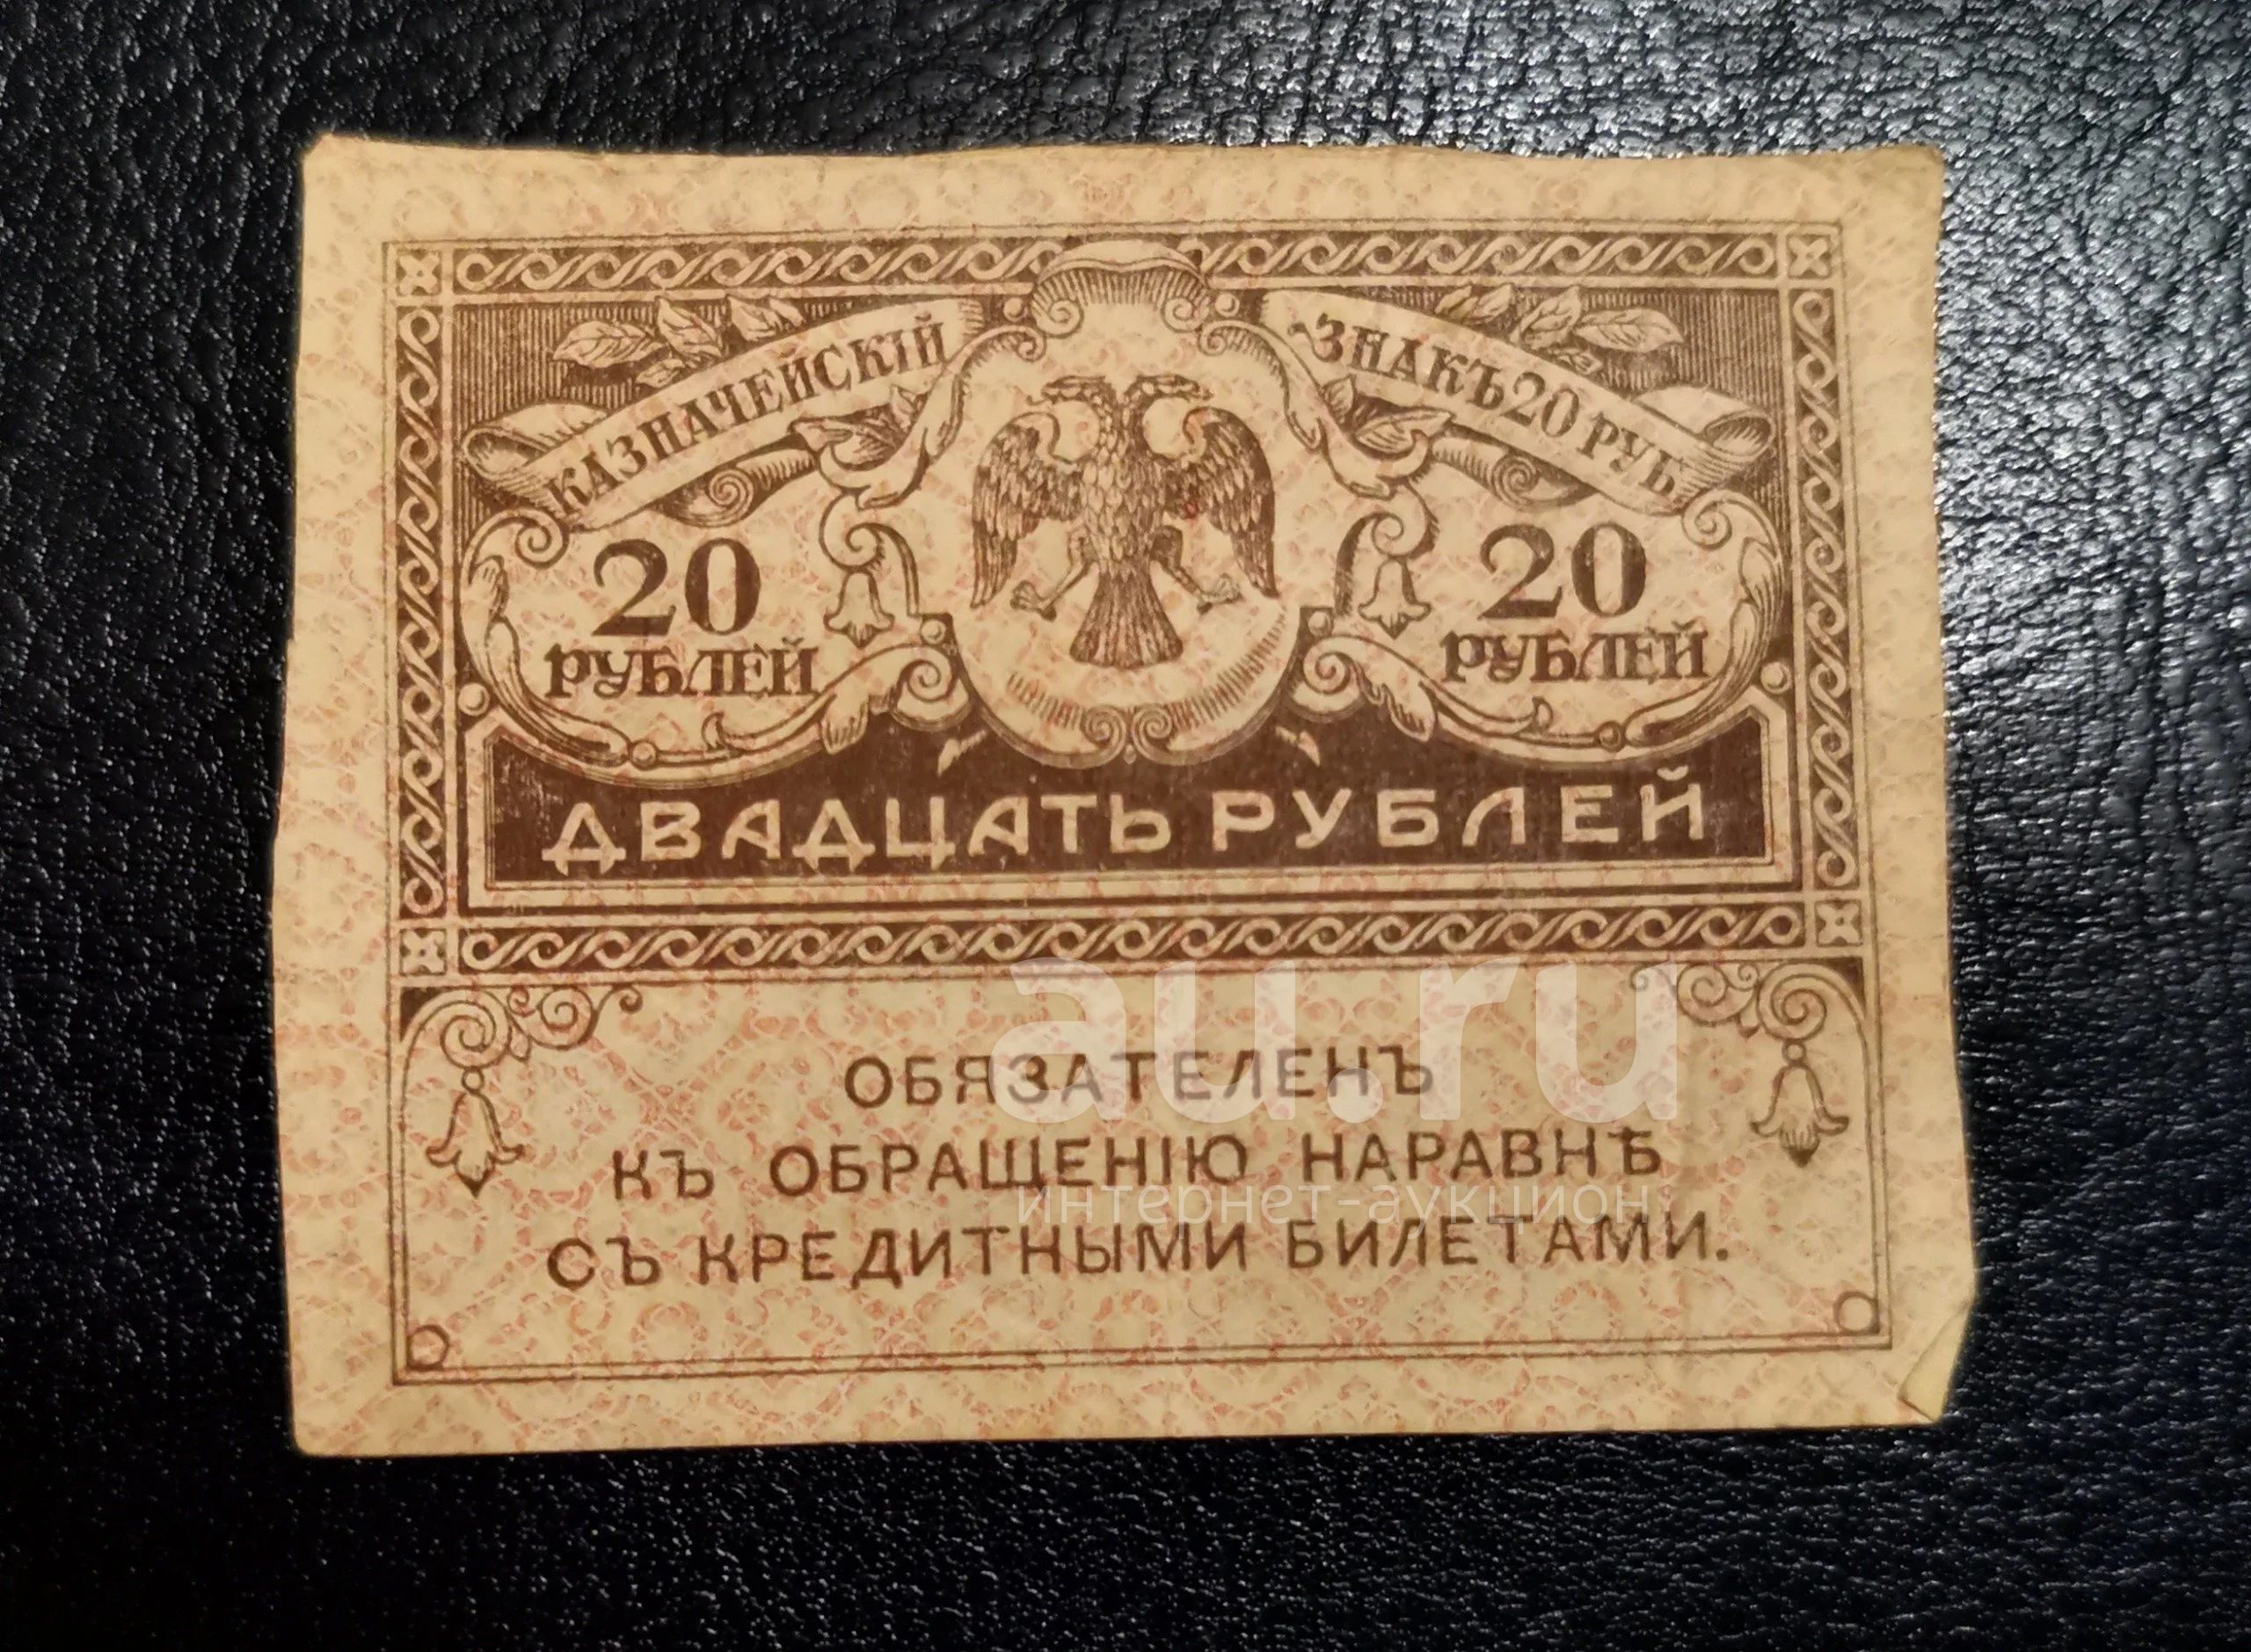 КАЗНАЧЕЙСКІЙ
ЗНАКЪ 20 РУБ
20
РУБЛЕЙ
20
РУБЛЕЙ
ДВАДЦАТЬ РУБЛЕЙ
au.ru
ОБЯЗАТЕЛЕНЪ
КЪ ОБРАЩЕНІЮ НАРАВНѢ
интернет-аукцион
СЪ КРЕДИТНЫМИ БИЛЕТАМИ.